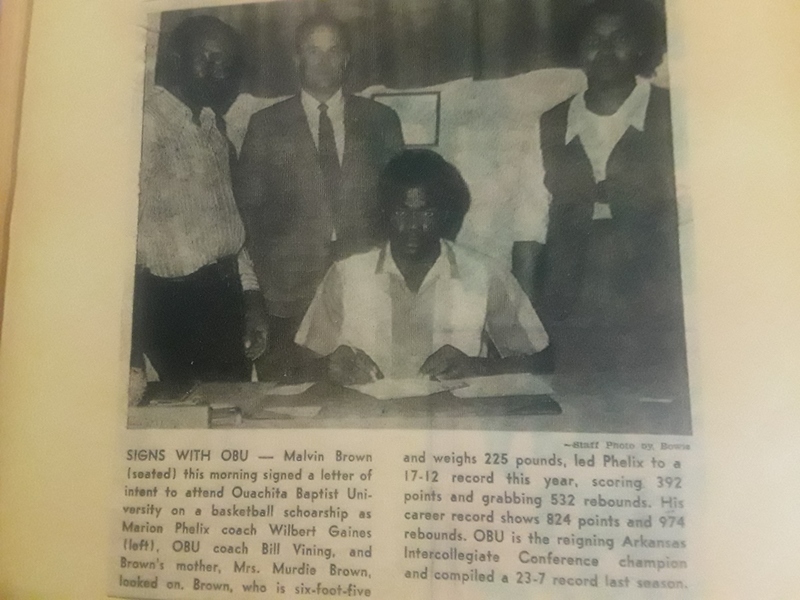 —Staff Photo by Bowie
SIGNS WITH OBU — Malvin Brown
(seated) this morning signed a letter of
intent to attend Ouachita Baptist Uni-
versity on a basketball schoarship as
Marion Phelix coach Wilbert Gaines
(left), OBU coach Bill Vining, and
Brown's mother, Mrs. Murdie Brown,
looked on. Brown, who is six-foot-five
and weighs 225 pounds, led Phelix to a
17-12 record this year, scoring 392
points and grabbing 532 rebounds. His
career record shows 824 points and 974
rebounds. OBU is the reigning Arkansas
Intercollegiate Conference champion
and compiled a 23-7 record last season.